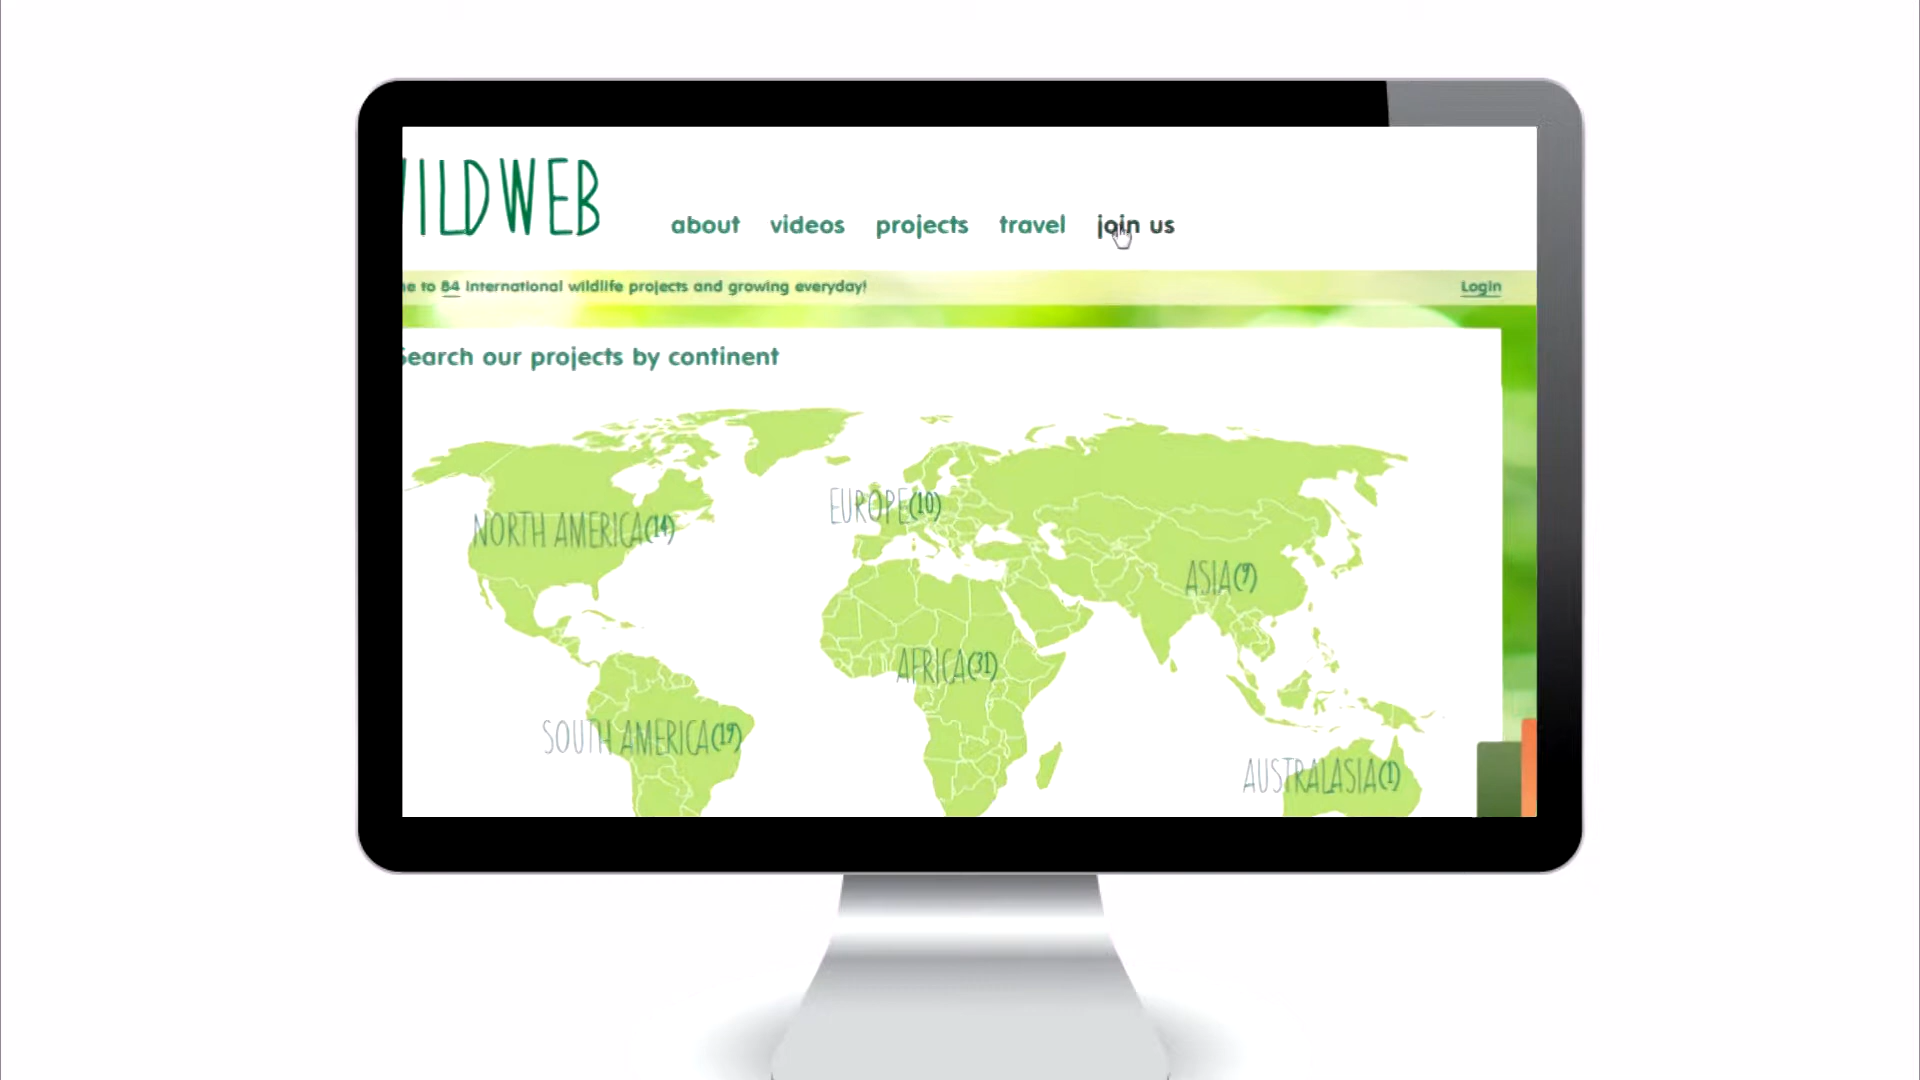 ILDWEB
about videos projects travel join us
to 84 International wildlife projects and growing everyday!
Login
Search our projects by continent
EUROPE(10)
NORTH AMERICA(14)
ASIA(9)
AFRICA(31)
SOUTH AMERICA(19)
AUSTRALASIA(1)